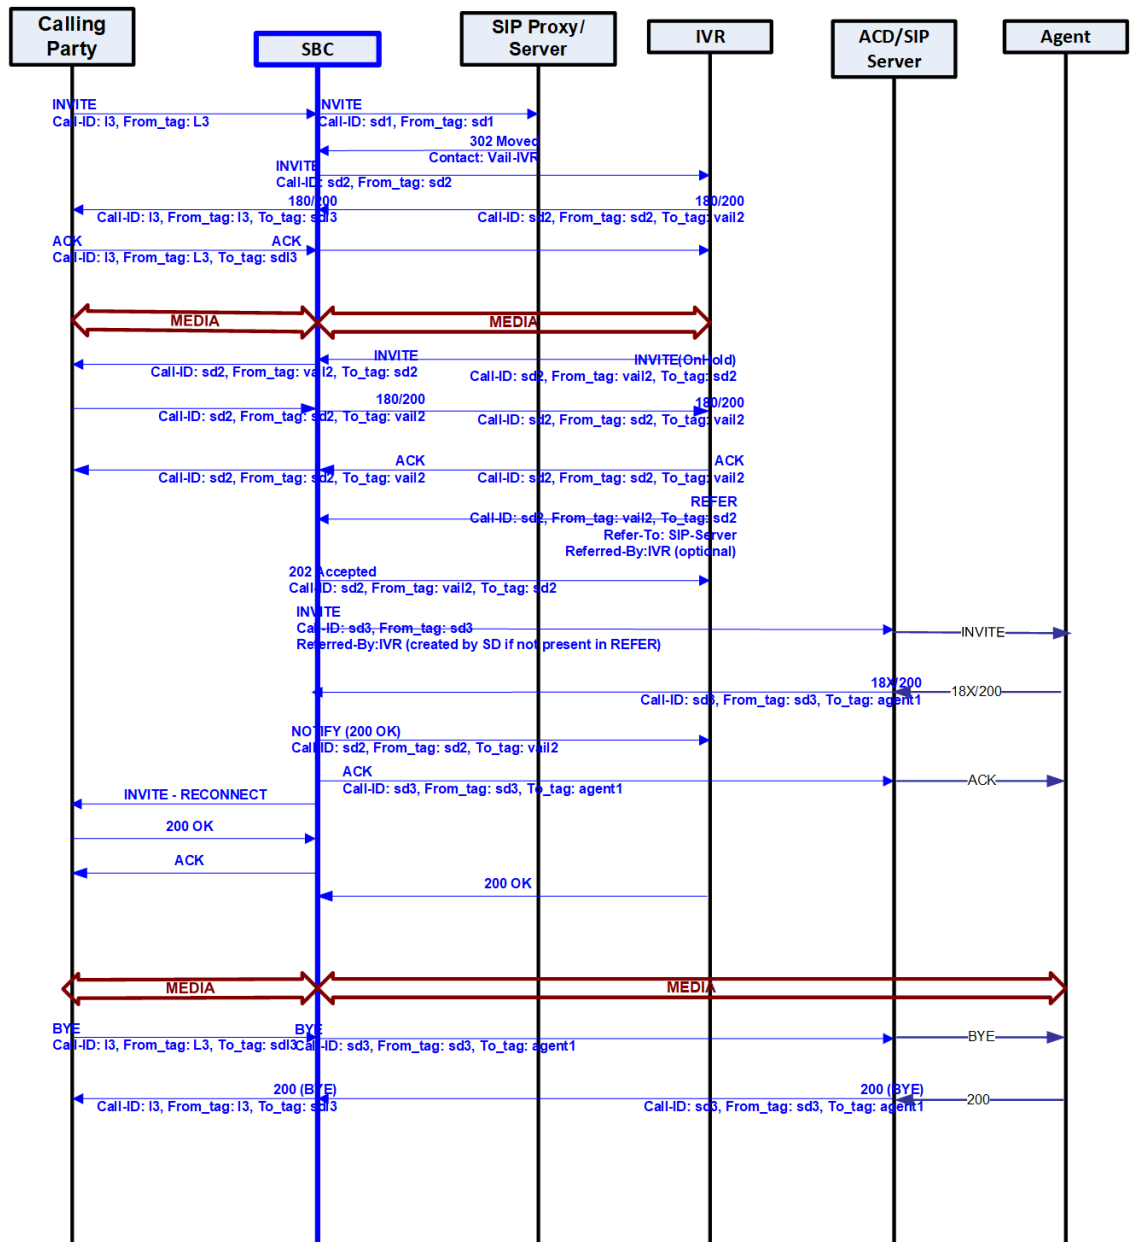 Calling
Party
SBC
SIP Proxy/
Server
IVR
ACD/SIP
Server
Agent
INVITE
Call-ID: l3, From_tag: L3
INVITE
Call-ID: sd1, From_tag: sd1
302 Moved
Contact: Vail-IVR
INVITE
Call-ID: sd2, From_tag: sd2
180/200
Call-ID: l3, From_tag: l3, To_tag: sdl3
180/200
Call-ID: sd2, From_tag: sd2, To_tag: vail2
ACK
Call-ID: l3, From_tag: L3, To_tag: sdl3
ACK
MEDIA
MEDIA
INVITE
Call-ID: sd2, From_tag: vail2, To_tag: sd2
INVITE(OnHold)
Call-ID: sd2, From_tag: vail2, To_tag: sd2
180/200
Call-ID: sd2, From_tag: sd2, To_tag: vail2
180/200
Call-ID: sd2, From_tag: sd2, To_tag: vail2
ACK
Call-ID: sd2, From_tag: sd2, To_tag: vail2
ACK
Call-ID: sd2, From_tag: sd2, To_tag: vail2
REFER
Call-ID: sd2, From_tag: vail2, To_tag: sd2
Refer-To: SIP-Server
Referred-By:IVR (optional)
202 Accepted
Call-ID: sd2, From_tag: vail2, To_tag: sd2
INVITE
Call-ID: sd3, From_tag: sd3
Referred-By:IVR (created by SD if not present in REFER)
INVITE
18X/200
Call-ID: sd3, From_tag: sd3, To_tag: agent1
18X/200
NOTIFY (200 OK)
Call-ID: sd2, From_tag: sd2, To_tag: vail2
ACK
Call-ID: sd3, From_tag: sd3, To_tag: agent1
ACK
INVITE - RECONNECT
200 OK
ACK
200 OK
MEDIA
MEDIA
BYE
Call-ID: l3, From_tag: L3, To_tag: sdl3
BYE
Call-ID: sd3, From_tag: sd3, To_tag: agent1
BYE
200 (BYE)
Call-ID: l3, From_tag: l3, To_tag: sdl3
200 (BYE)
Call-ID: sd3, From_tag: sd3, To_tag: agent1
200